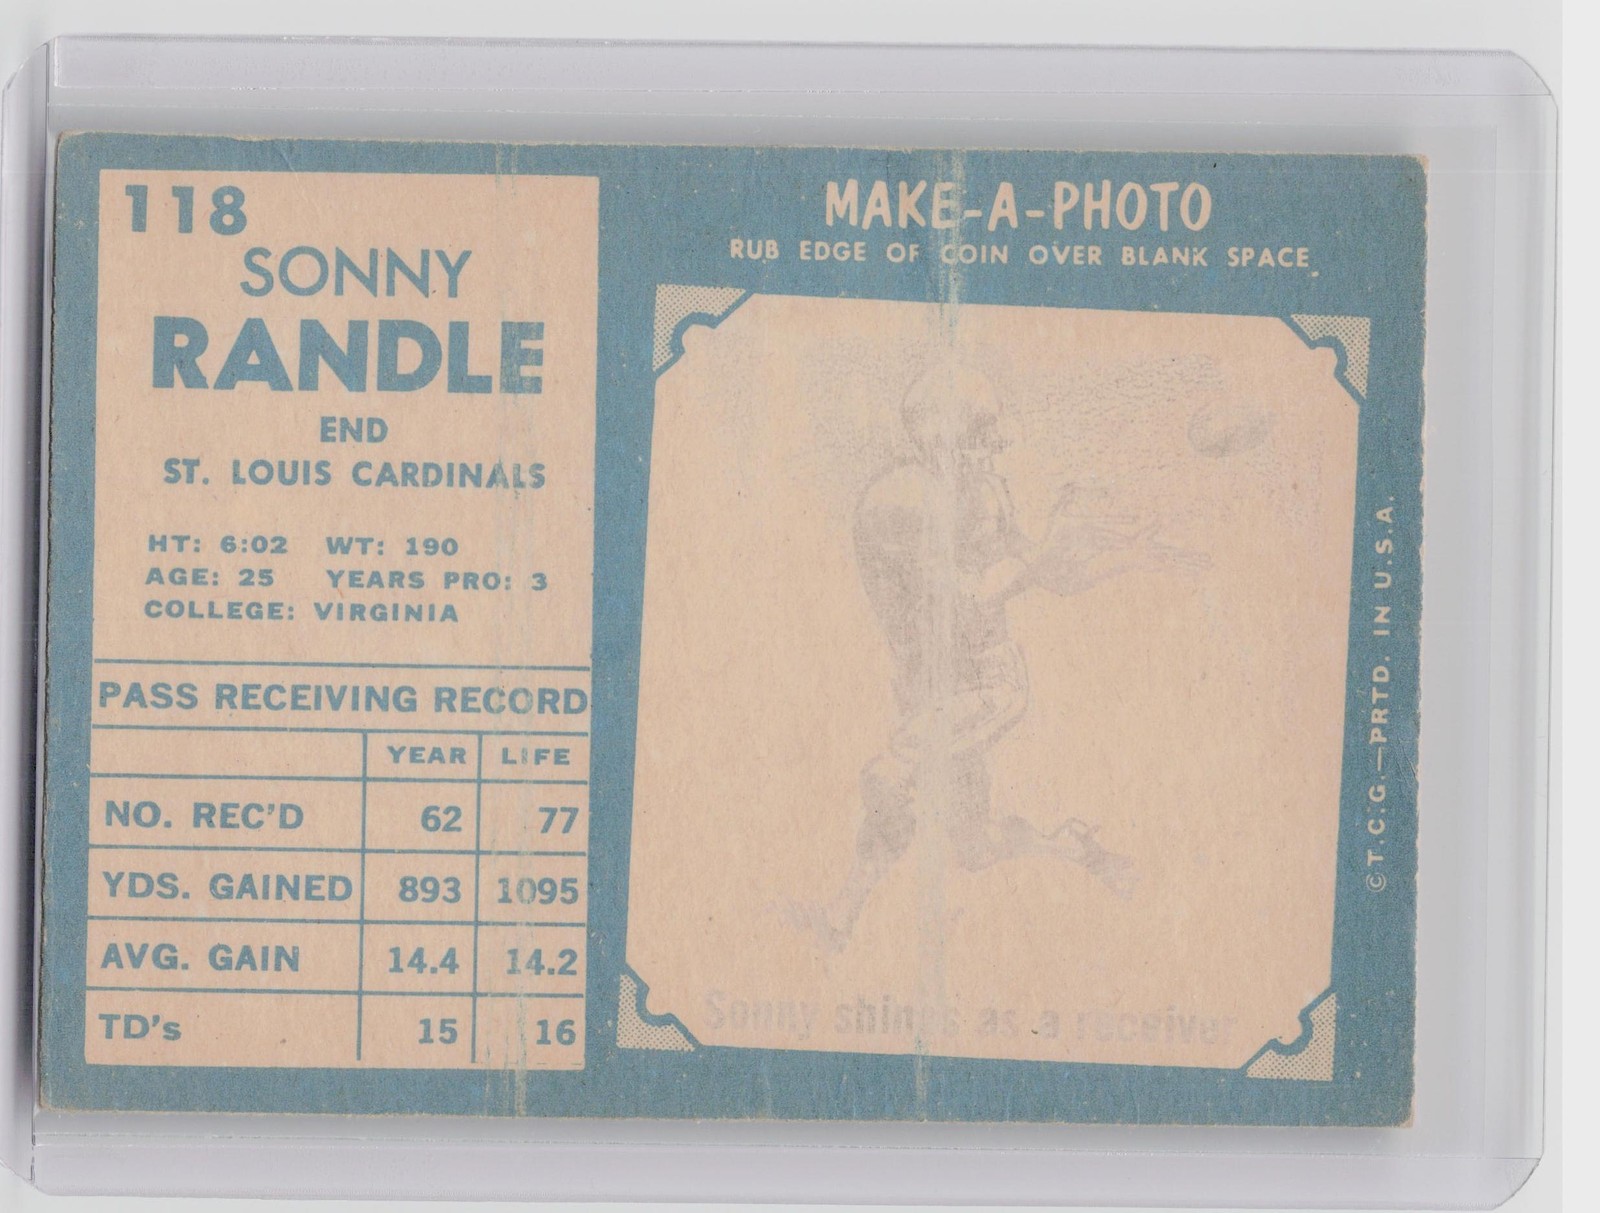 118
SONNY
RANDLE
END
ST. LOUIS CARDINALS
HT: 6:02 WT: 190
AGE: 25 YEARS PRO: 3
COLLEGE: VIRGINIA
PASS RECEIVING RECORD
YEAR LIFE
NO. REC'D 62 77
YDS. GAINED 893 1095
AVG. GAIN 14.4 14.2
TD's 15 16
MAKE-A-PHOTO
RUB EDGE OF COIN OVER BLANK SPACE.
Sonny shines as a receiver
©T.C.G.—PRTD. IN U.S.A.